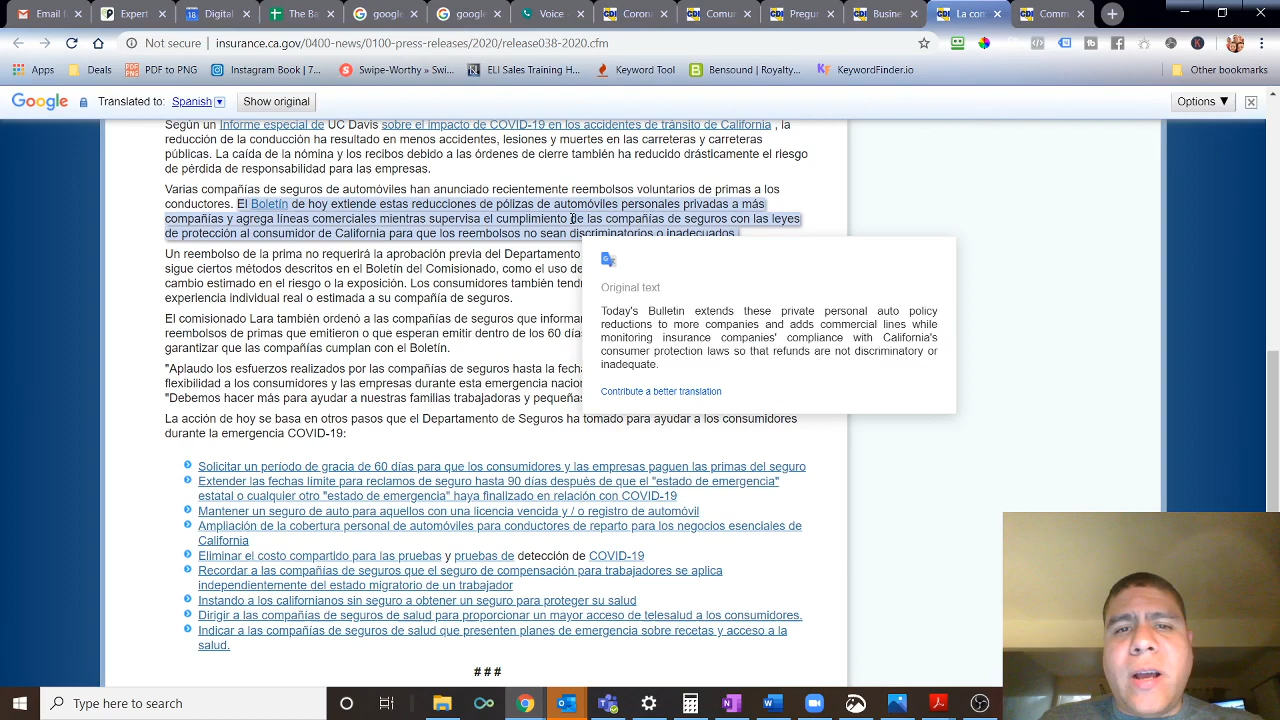 Email f
Expert
18
Digital
The Ba
google
google
Voice
Coron
Comu
Pregur
Busine
La con
Comm
Not secure
insurance.ca.gov/0400-news/0100-press-releases/2020/release038-2020.cfm
Apps
Deals
PDF to PNG
Instagram Book | 7...
Swipe-Worthy » Swi...
ELI Sales Training H...
Keyword Tool
Bensound | Royalty...
KeywordFinder.io
Other bookmarks
Google
Translated to: Spanish
Show original
Options ▼
Según un Informe especial de UC Davis sobre el impacto de COVID-19 en los accidentes de tránsito de California , la
reducción de la conducción ha resultado en menos accidentes, lesiones y muertes en las carreteras y carreteras
públicas. La caída de la nómina y los recibos debido a las órdenes de cierre también ha reducido drásticamente el riesgo
de pérdida de responsabilidad para las empresas.
Varias compañías de seguros de automóviles han anunciado recientemente reembolsos voluntarios de primas a los
conductores. El Boletín de hoy extiende estas reducciones de pólizas de automóviles personales privadas a más
compañías y agrega líneas comerciales mientras supervisa el cumplimiento de las compañías de seguros con las leyes
de protección al consumidor de California para que los reembolsos no sean discriminatorios o inadecuados.
Un reembolso de la prima no requerirá la aprobación previa del Departamento
sigue ciertos métodos descritos en el Boletín del Comisionado, como el uso de
cambio estimado en el riesgo o la exposición. Los consumidores también tendr
experiencia individual real o estimada a su compañía de seguros.
El comisionado Lara también ordenó a las compañías de seguros que informar
reembolsos de primas que emitieron o que esperan emitir dentro de los 60 días
garantizar que las compañías cumplan con el Boletín.
"Aplaudo los esfuerzos realizados por las compañías de seguros hasta la fecha
flexibilidad a los consumidores y las empresas durante esta emergencia nacion
"Debemos hacer más para ayudar a nuestras familias trabajadoras y pequeñas
La acción de hoy se basa en otros pasos que el Departamento de Seguros ha tomado para ayudar a los consumidores
durante la emergencia COVID-19:
Original text
Today's Bulletin extends these private personal auto policy
reductions to more companies and adds commercial lines while
monitoring insurance companies' compliance with California's
consumer protection laws so that refunds are not discriminatory or
inadequate.
Contribute a better translation
Solicitar un período de gracia de 60 días para que los consumidores y las empresas paguen las primas del seguro
Extender las fechas límite para reclamos de seguro hasta 90 días después de que el "estado de emergencia"
estatal o cualquier otro "estado de emergencia" haya finalizado en relación con COVID-19
Mantener un seguro de auto para aquellos con una licencia vencida y / o registro de automóvil
Ampliación de la cobertura personal de automóviles para conductores de reparto para los negocios esenciales de
California
Eliminar el costo compartido para las pruebas y pruebas de detección de COVID-19
Recordar a las compañías de seguros que el seguro de compensación para trabajadores se aplica
independientemente del estado migratorio de un trabajador
Instando a los californianos sin seguro a obtener un seguro para proteger su salud
Dirigir a las compañías de seguros de salud para proporcionar un mayor acceso de telesalud a los consumidores.
Indicar a las compañías de seguros de salud que presenten planes de emergencia sobre recetas y acceso a la
salud.
# # #
Type here to search